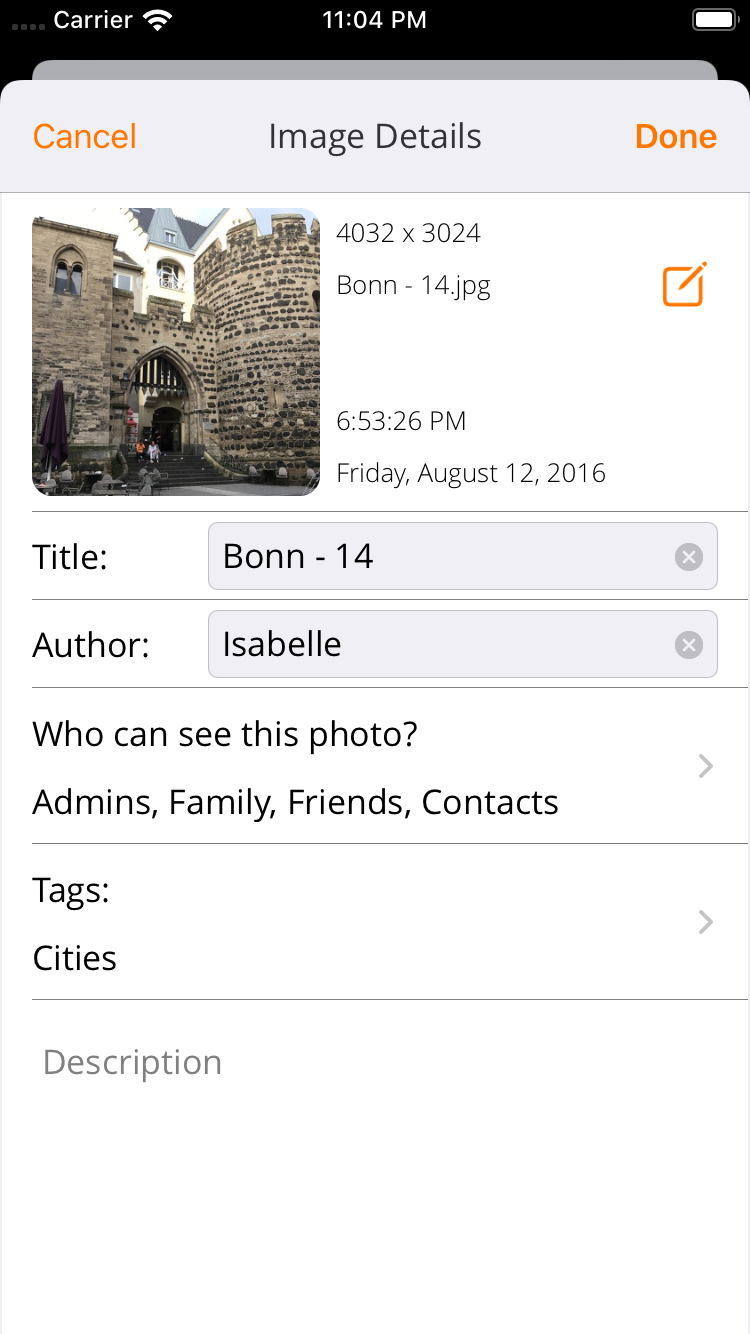 Carrier 11:04 PM
Cancel Image Details Done
4032 x 3024
Bonn - 14.jpg
6:53:26 PM
Friday, August 12, 2016
Title: Bonn - 14
Author: Isabelle
Who can see this photo?
Admins, Family, Friends, Contacts
Tags:
Cities
Description